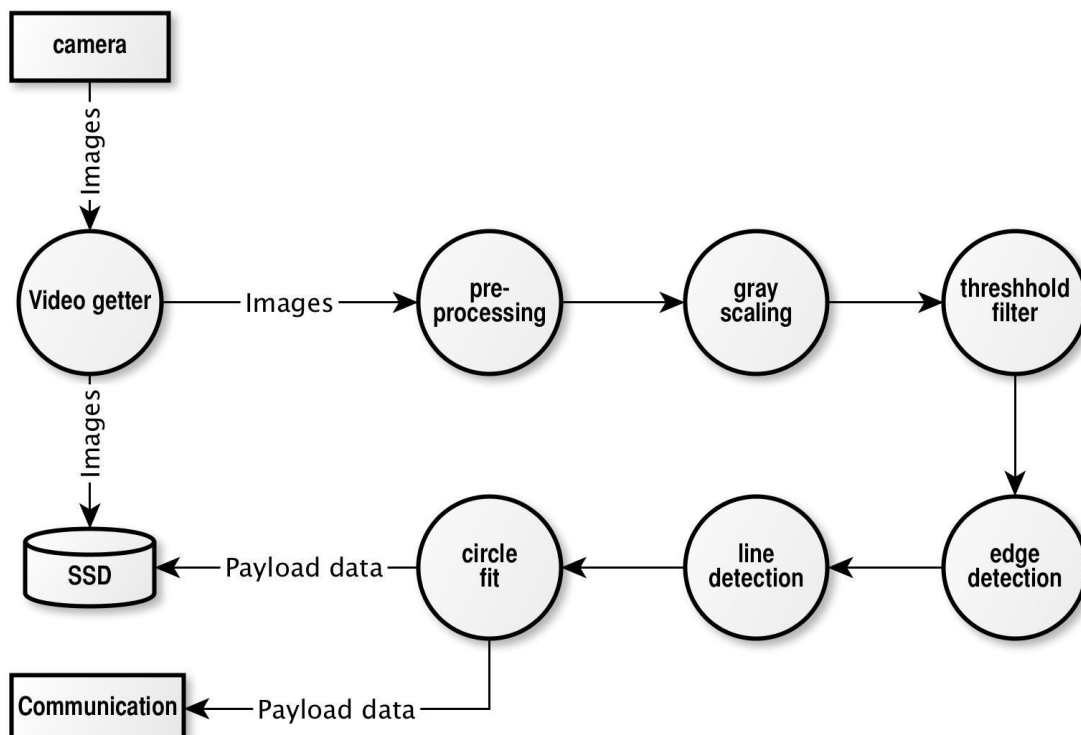 camera
Images
Video getter
Images
pre-
processing
gray
scaling
threshhold
filter
Images
SSD
Payload data
circle
fit
line
detection
edge
detection
Communication
Payload data